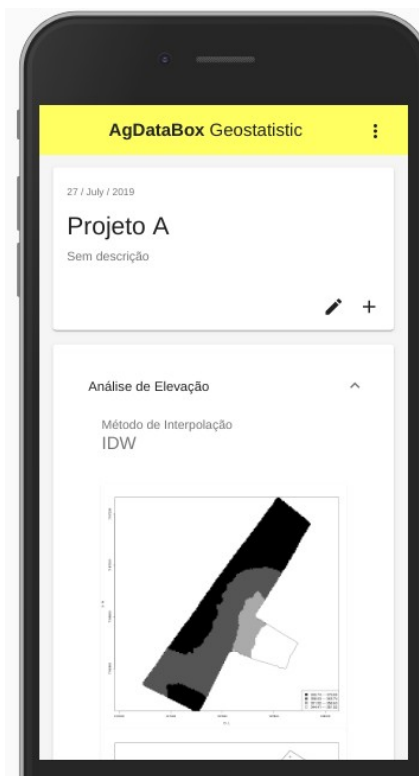 AgDataBox Geostatistic
27 / July / 2019
Projeto A
Sem descrição
Análise de Elevação
Método de Interpolação
IDW